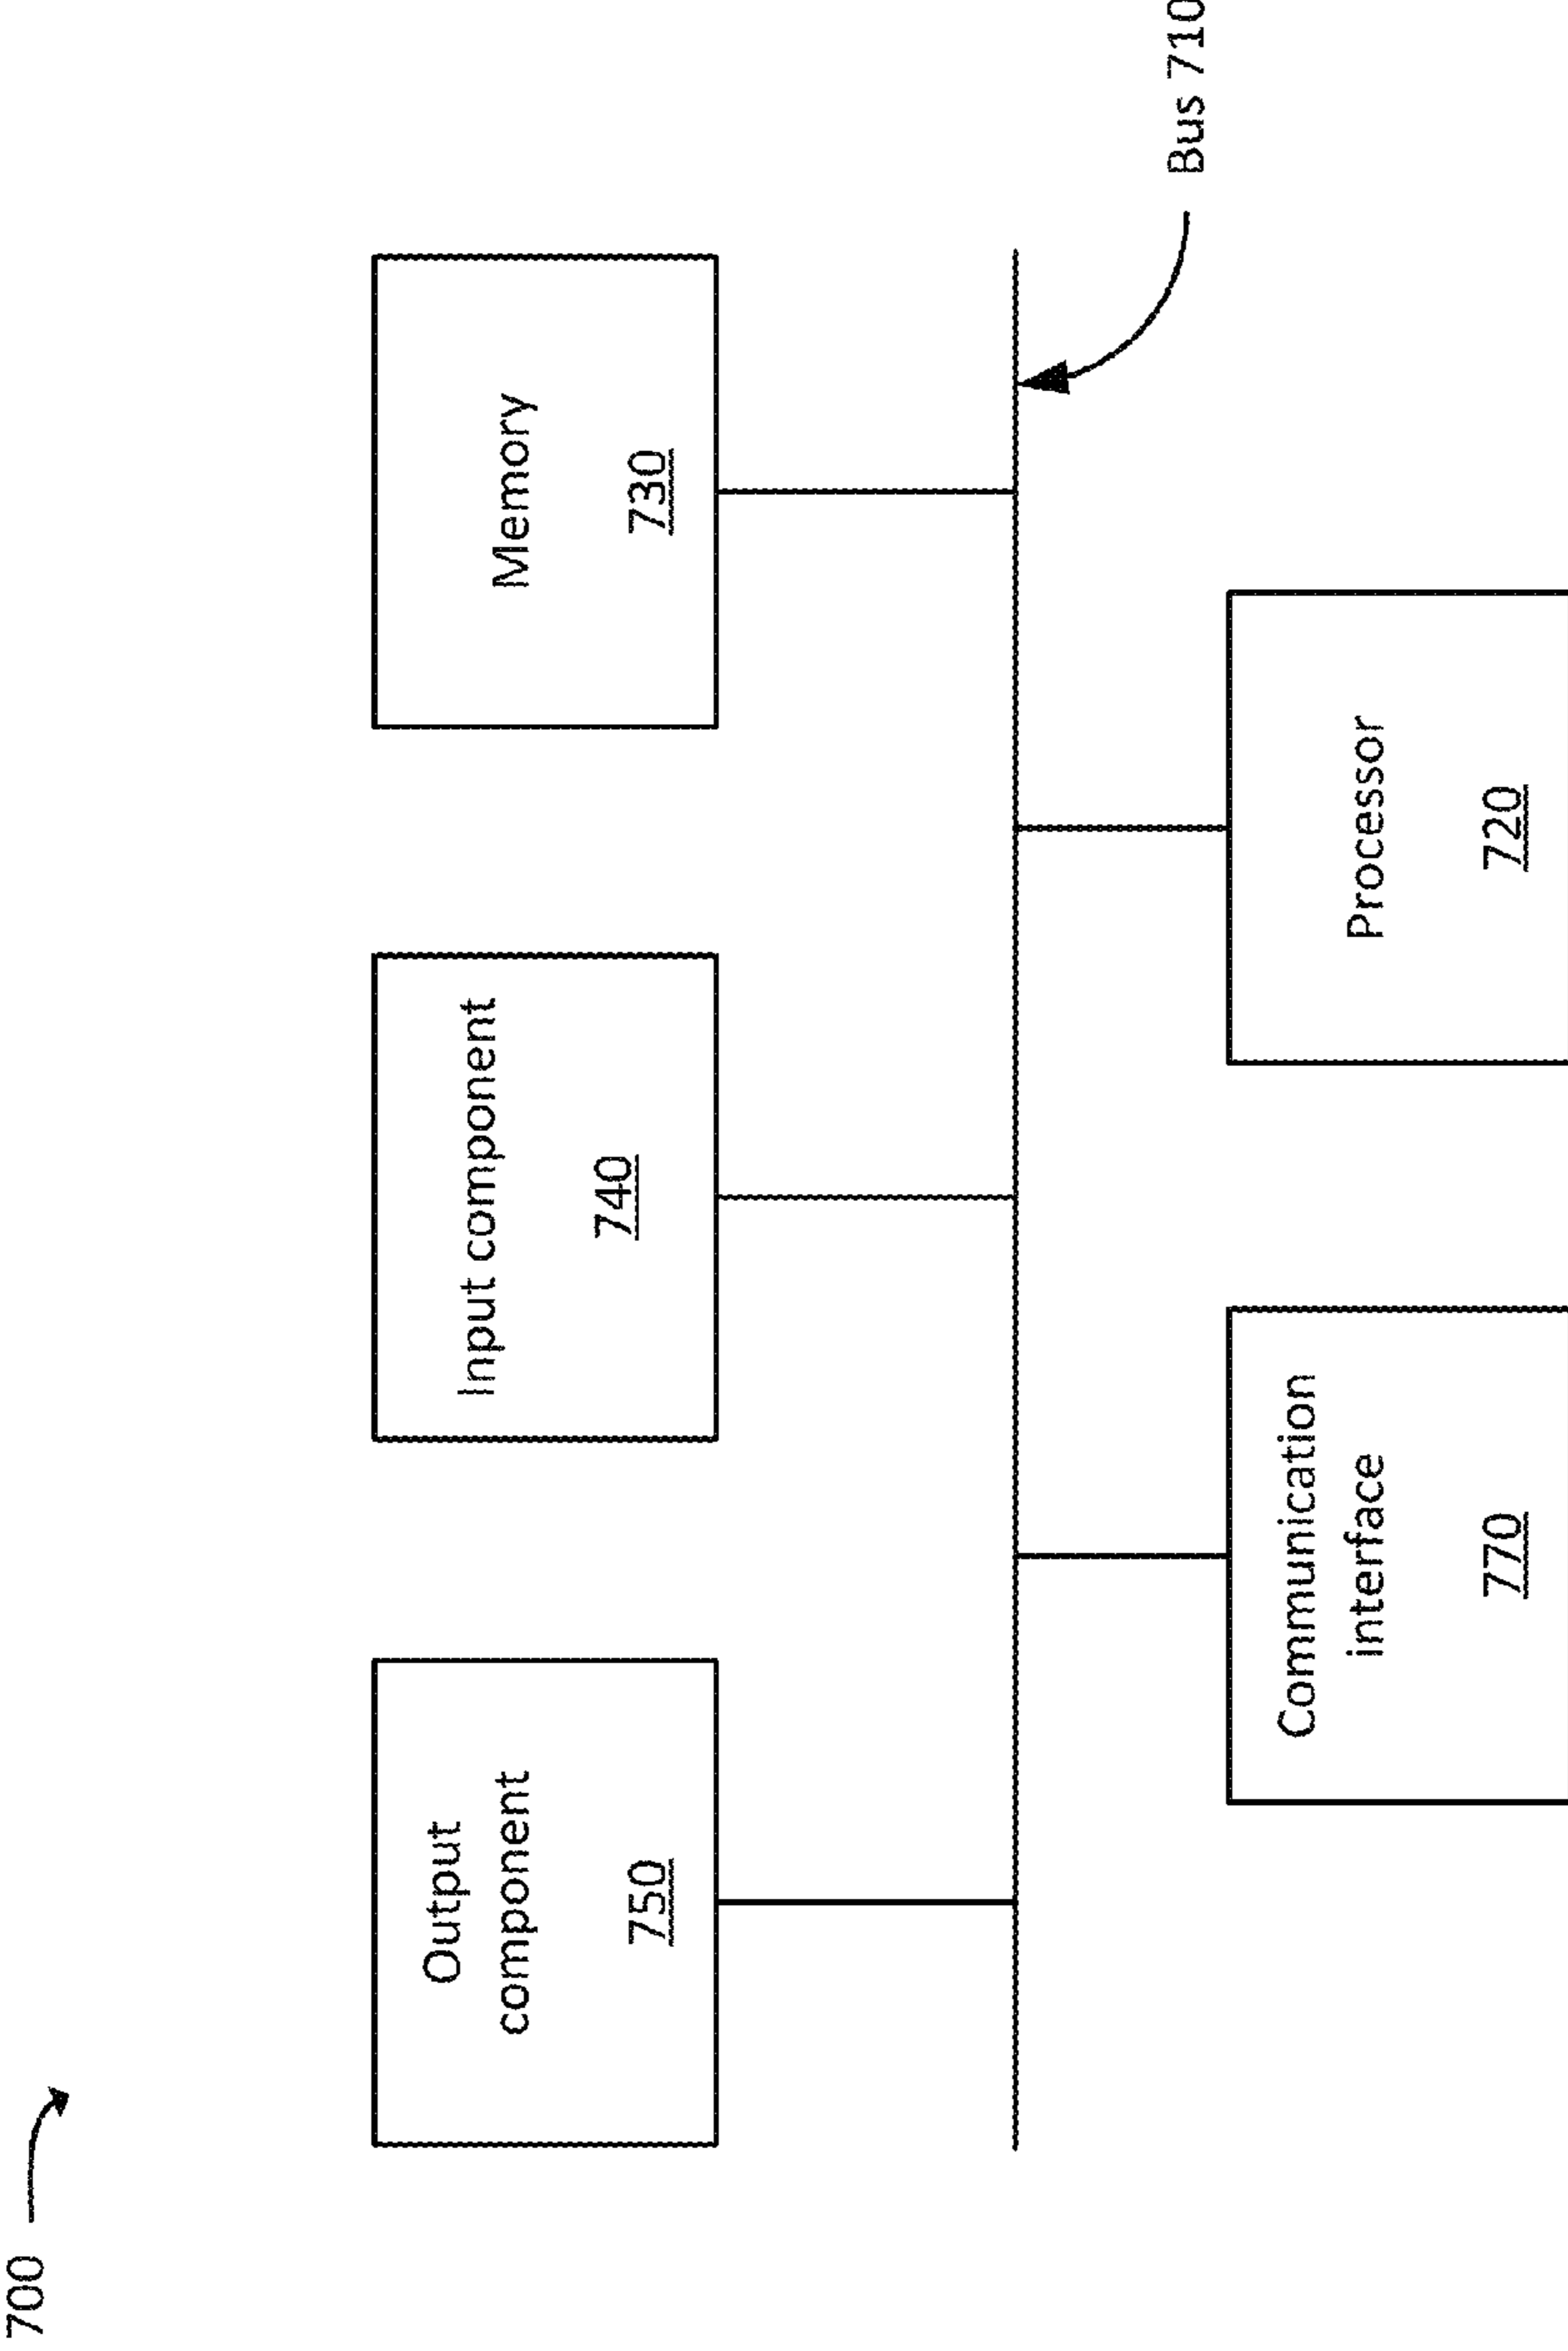 700
Output
component
750
Input component
740
Memory
730
Bus 710
Communication
interface
770
Processor
720